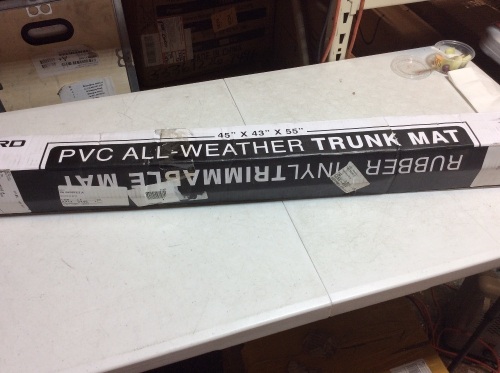 45" X 43" X 55"
RD
PVC ALL-WEATHER TRUNK MAT
RUBBER VINYL TRIMMABLE MAT